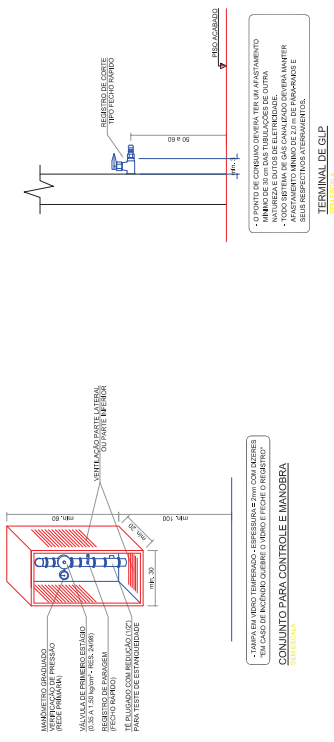 PISO ACABADO
REGISTRO DE CORTE
TIPO FECHO RÁPIDO
50 a 60
mín. 3
- O PONTO DE CONSUMO DEVERÁ TER UM AFASTAMENTO
MÍNIMO DE 30 cm DAS TUBULAÇÕES DE OUTRA
NATUREZA E DUTOS DE ELETRICIDADE.
- TODO SISTEMA DE GÁS CANALIZADO DEVERÁ MANTER
AFASTAMENTO MÍNIMO DE 2,0 m DE PÁRA-RAIOS E
SEUS RESPECTIVOS ATERRAMENTOS.
TERMINAL DE GLP
MANÔMETRO GRADUADO
VERIFICAÇÃO DE PRESSÃO
(REDE PRIMÁRIA)
VÁLVULA DE PRIMEIRO ESTÁGIO
(0,35 A 1,50 kg/cm² - RES. 24/98)
REGISTRO DE PARAGEM
(FECHO RÁPIDO)
TÊ PLUGADO COM REDUÇÃO (1/2")
PARA TESTE DE ESTANQUEIDADE
VENTILAÇÃO PARTE LATERAL
OU PARTE INFERIOR
mín. 60
mín. 20
mín. 100
mín. 30
- TAMPA EM VIDRO TEMPERADO - ESPESSURA = 2mm COM DIZERES
"EM CASO DE INCÊNDIO QUEBRE O VIDRO E FECHE O REGISTRO"
CONJUNTO PARA CONTROLE E MANOBRA